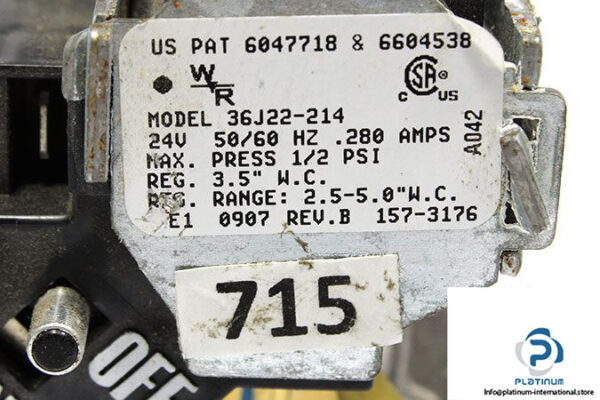 US PAT 6047718 & 6604538
W
R
SA®
C US
MODEL 36J22-214
24V 50/60 HZ .280 AMPS
MAX. PRESS 1/2 PSI
REG. 3.5" W.C.
REG. RANGE: 2.5-5.0"W.C.
E1 0907 REV.B 157-3176
A042
715
OFF
PLATINUM
Info@platinum-international.store